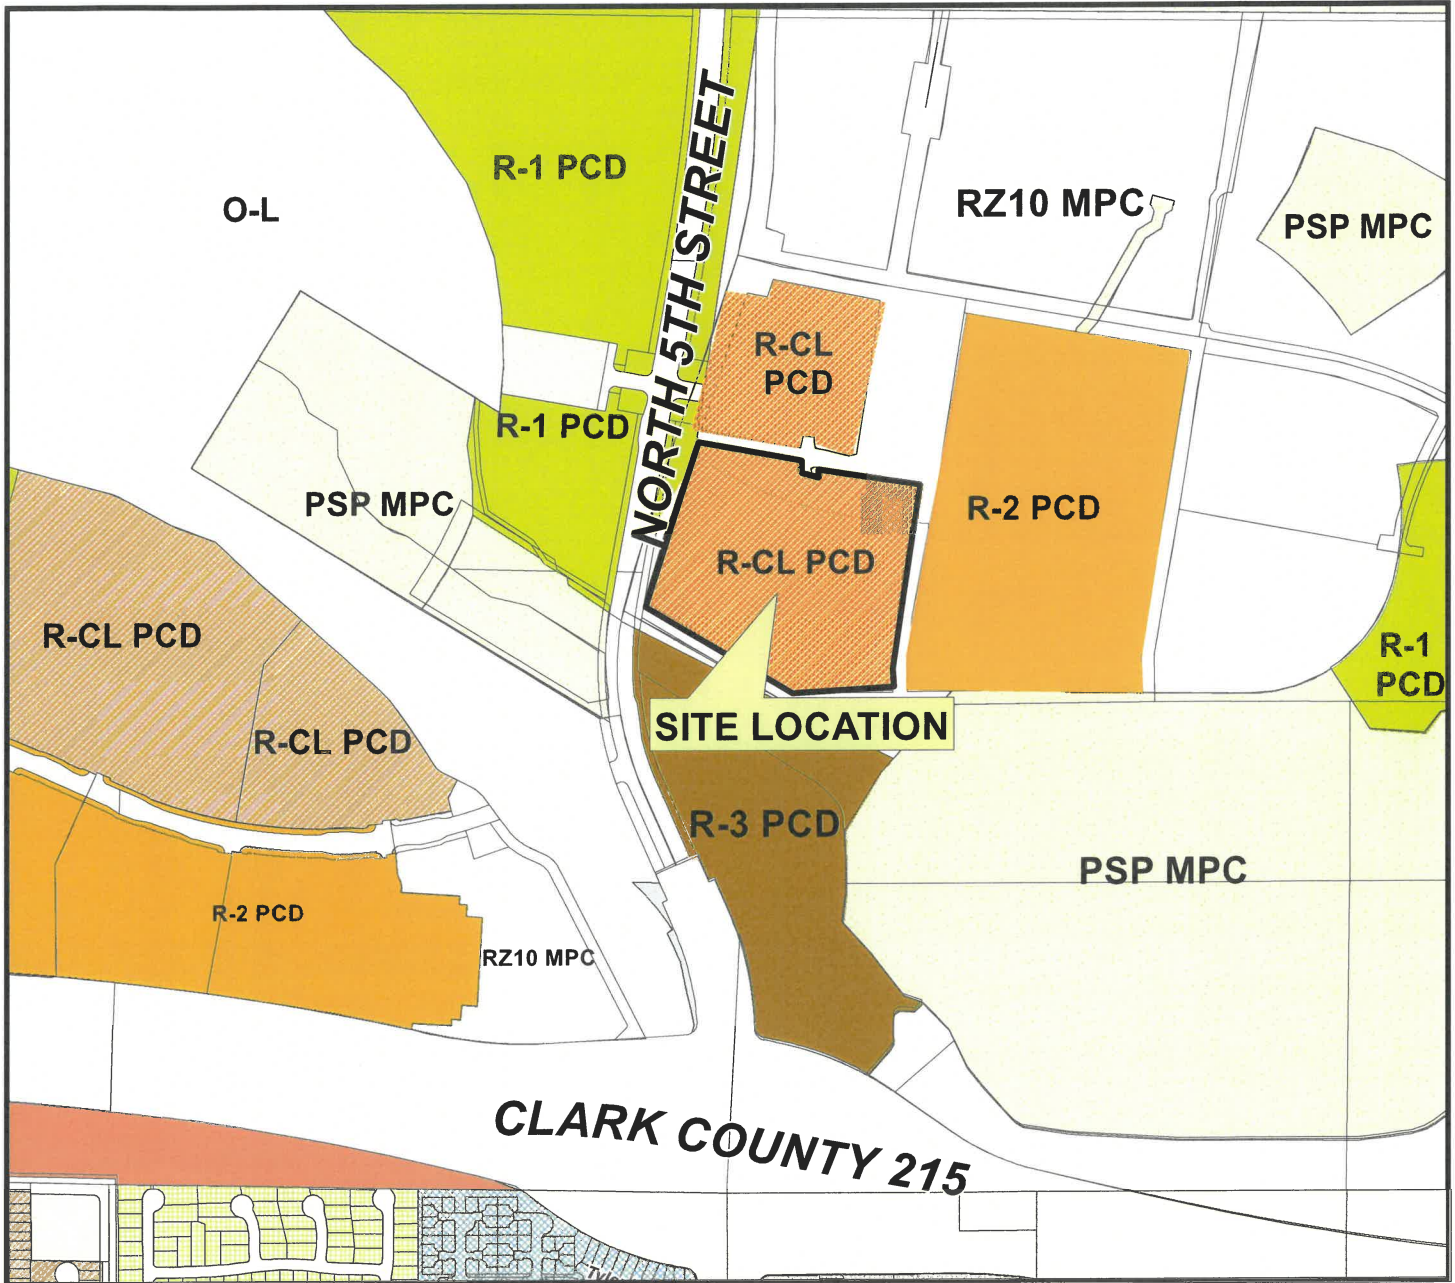 R-1 PCD
O-L
NORTH 5TH STREET
RZ10 MPC
PSP MPC
R-CL
PCD
R-1 PCD
PSP MPC
R-2 PCD
R-CL PCD
R-CL PCD
R-1
PCD
SITE LOCATION
R-CL PCD
R-3 PCD
PSP MPC
R-2 PCD
RZ10 MPC
CLARK COUNTY 215